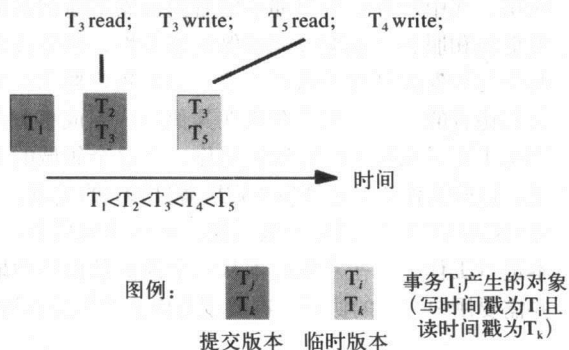 T₃ read; T₃ write; T₅ read; T₄ write;
T₁
T₂
T₃
T₃
T₅
时间
T₁<T₂<T₃<T₄<T₅
图例：
Tⱼ
Tₖ
Tᵢ
Tₖ
事务Tᵢ产生的对象
（写时间戳为Tᵢ且
读时间戳为Tₖ）
提交版本 临时版本